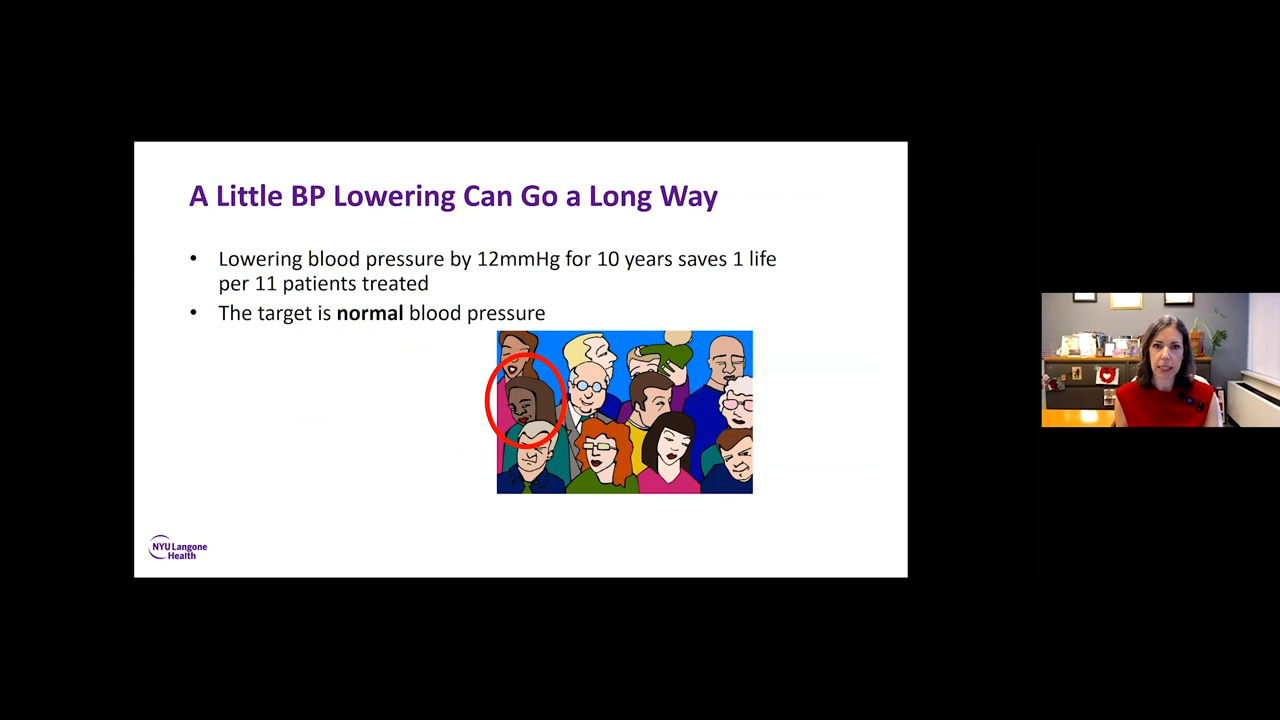 A Little BP Lowering Can Go a Long Way
• Lowering blood pressure by 12mmHg for 10 years saves 1 life
per 11 patients treated
• The target is normal blood pressure
NYU Langone
Health